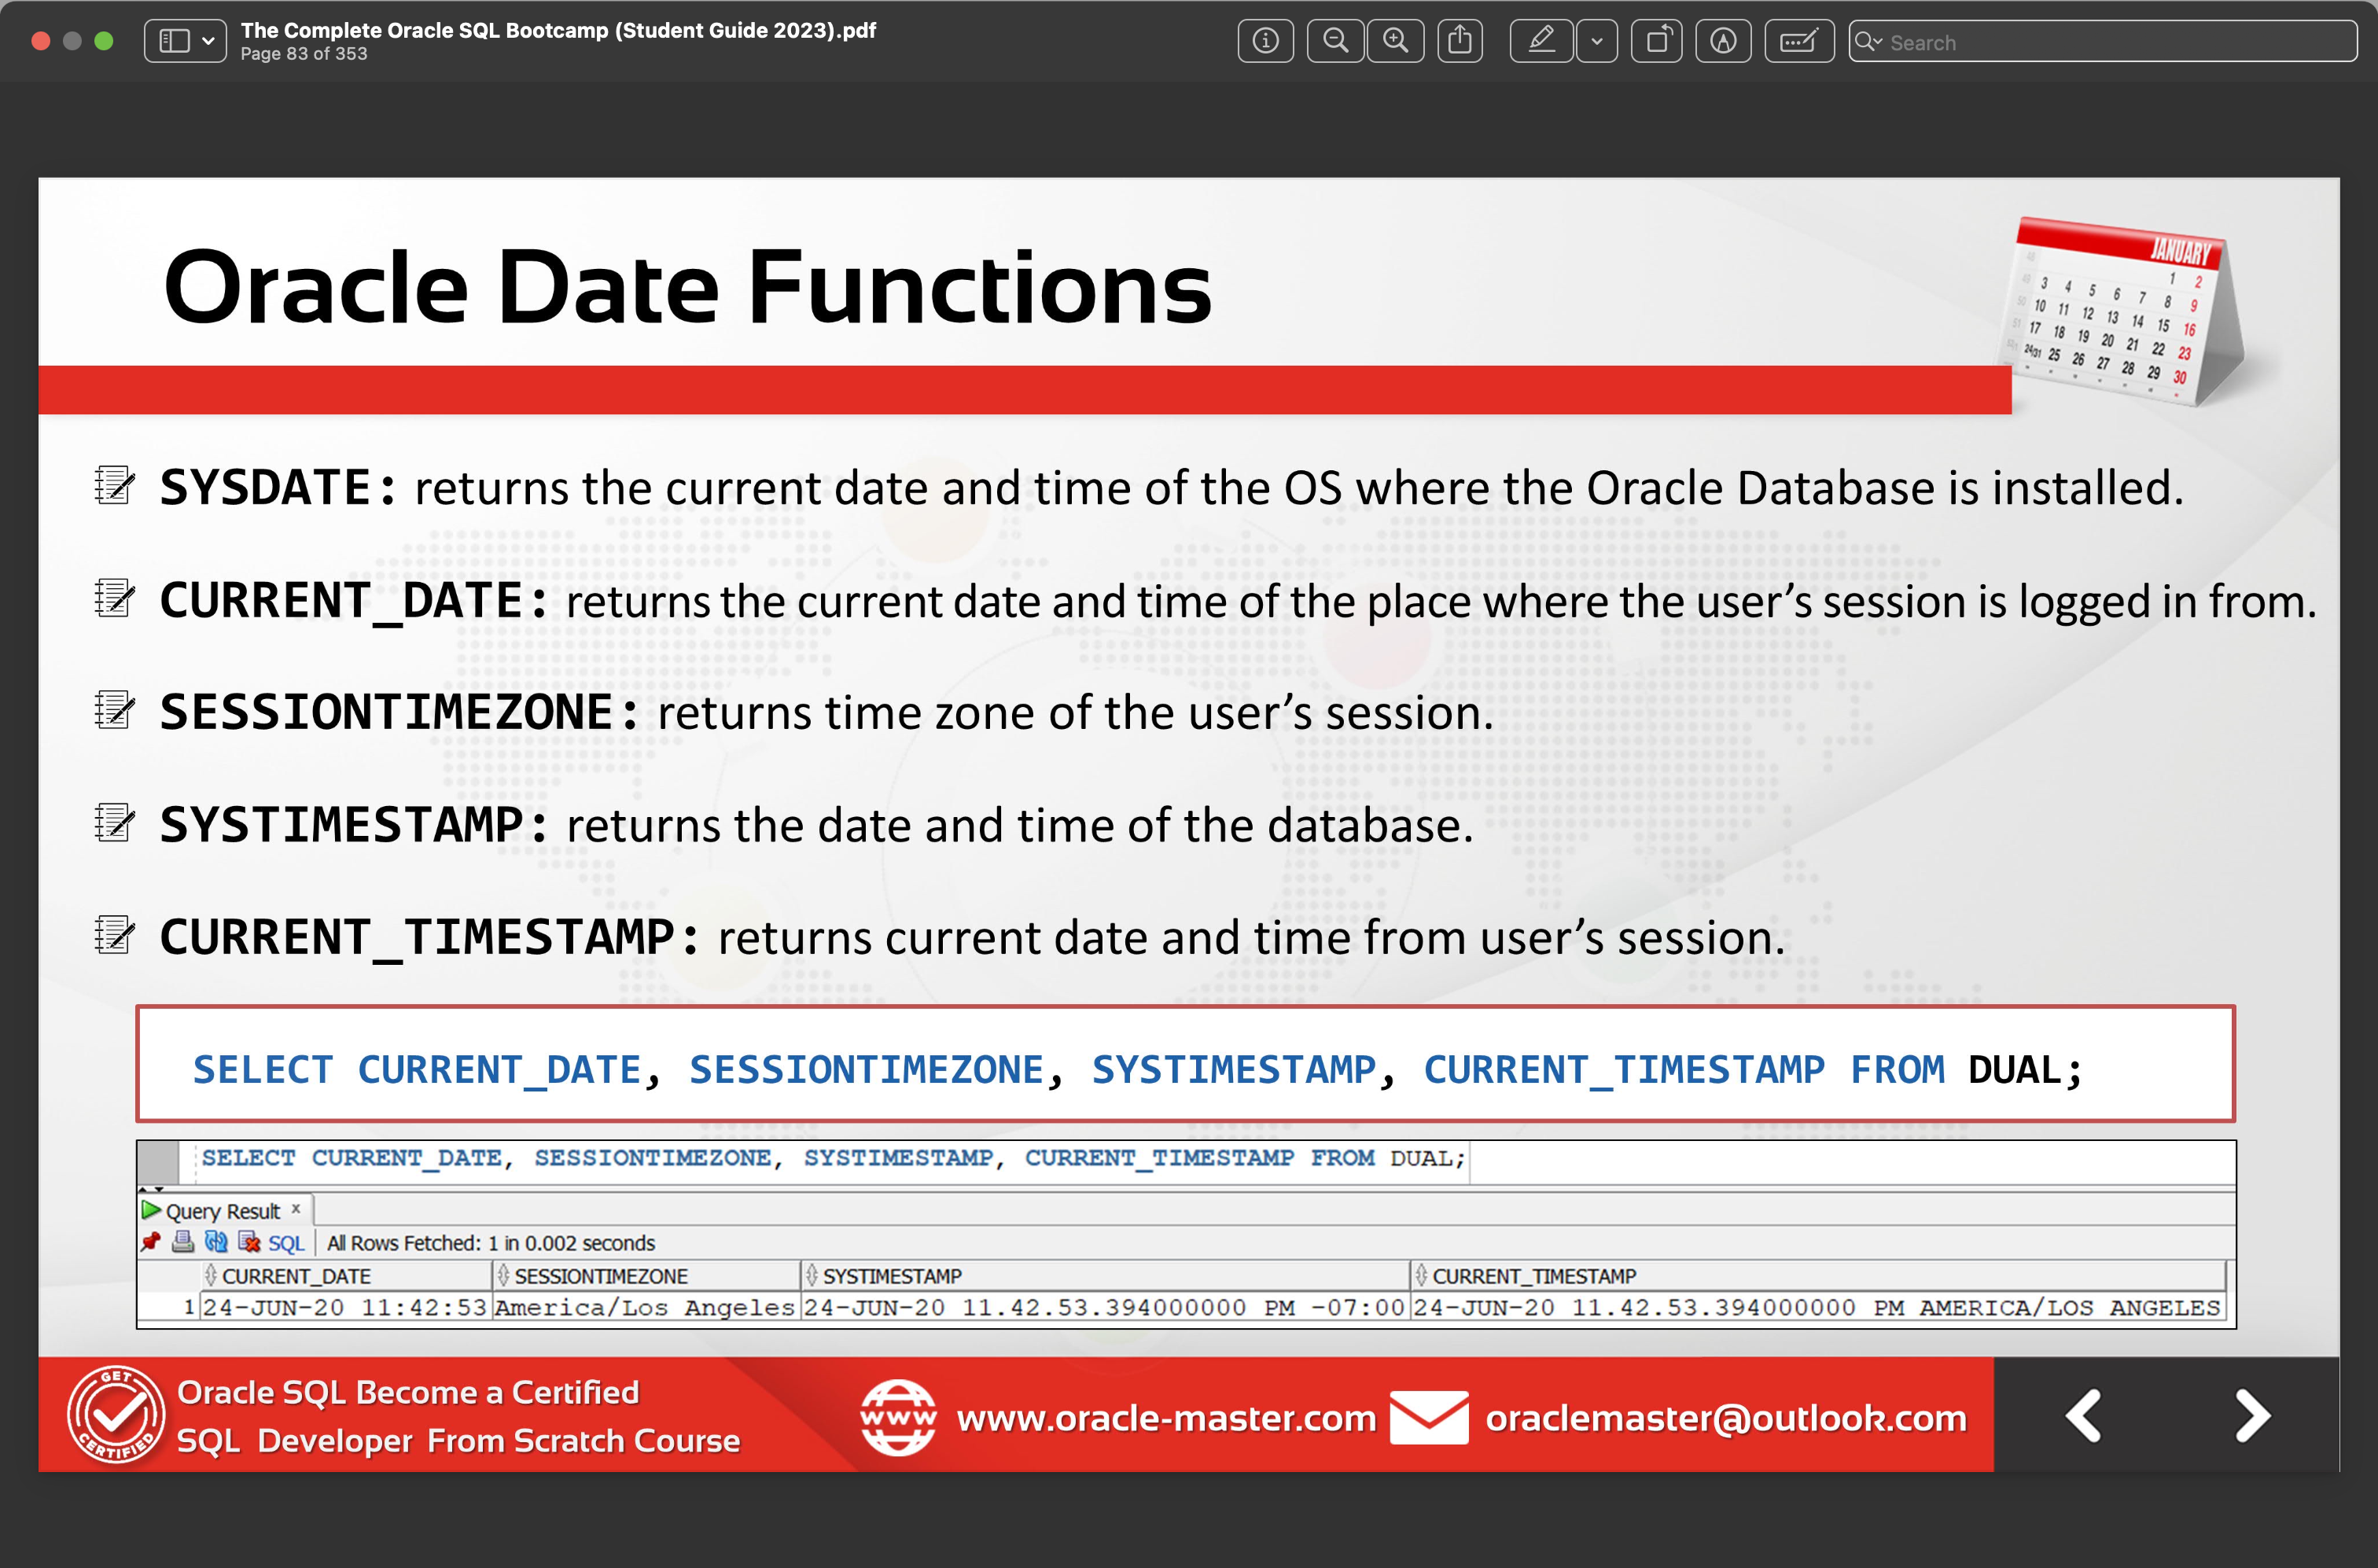 The Complete Oracle SQL Bootcamp (Student Guide 2023).pdf
Page 83 of 353
Search
Oracle Date Functions
JANUARY
1 2
3 4 5 6 7 8 9
10 11 12 13 14 15 16
17 18 19 20 21 22 23
24/31 25 26 27 28 29 30
SYSDATE: returns the current date and time of the OS where the Oracle Database is installed.
CURRENT_DATE: returns the current date and time of the place where the user’s session is logged in from.
SESSIONTIMEZONE: returns time zone of the user’s session.
SYSTIMESTAMP: returns the date and time of the database.
CURRENT_TIMESTAMP: returns current date and time from user’s session.
SELECT CURRENT_DATE, SESSIONTIMEZONE, SYSTIMESTAMP, CURRENT_TIMESTAMP FROM DUAL;
SELECT CURRENT_DATE, SESSIONTIMEZONE, SYSTIMESTAMP, CURRENT_TIMESTAMP FROM DUAL;
Query Result x
SQL All Rows Fetched: 1 in 0.002 seconds
CURRENT_DATE SESSIONTIMEZONE SYSTIMESTAMP CURRENT_TIMESTAMP
1 24-JUN-20 11:42:53 America/Los Angeles 24-JUN-20 11.42.53.394000000 PM -07:00 24-JUN-20 11.42.53.394000000 PM AMERICA/LOS ANGELES
GET CERTIFIED
Oracle SQL Become a Certified
SQL Developer From Scratch Course
www
www.oracle-master.com
oraclemaster@outlook.com